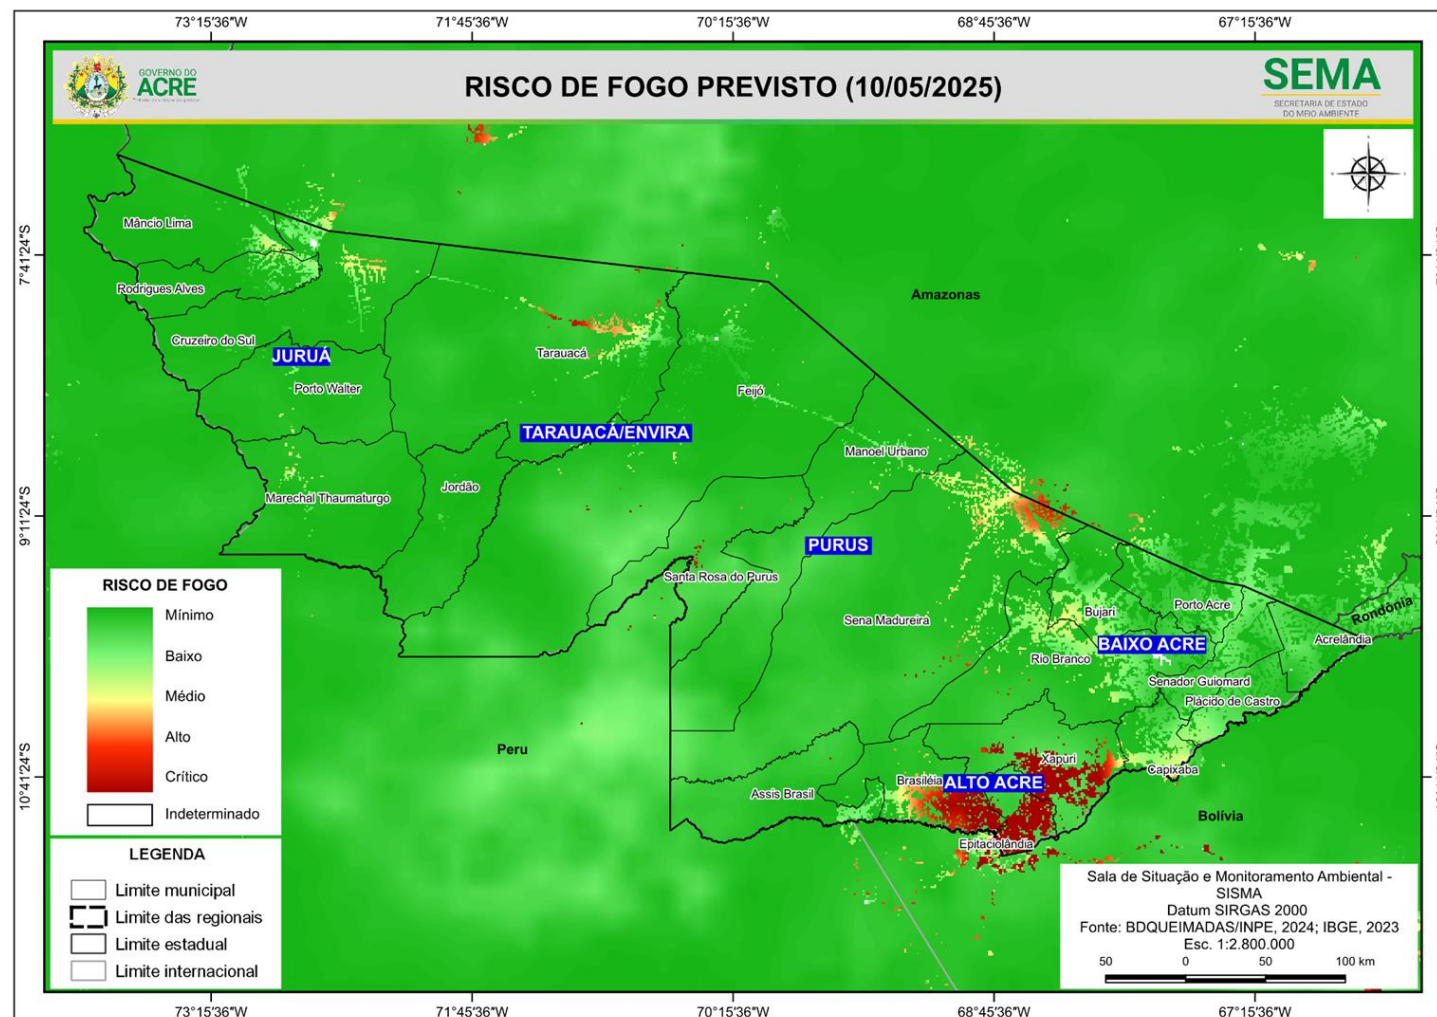 73°15'36"W
71°45'36"W
70°15'36"W
68°45'36"W
67°15'36"W
GOVERNO DO
ACRE
RISCO DE FOGO PREVISTO (10/05/2025)
SEMA
SECRETARIA DE ESTADO
DO MEIO AMBIENTE
Mâncio Lima
7°41'24"S
Rodrigues Alves
Amazonas
Cruzeiro do Sul
JURUÁ
Tarauacá
Porto Walter
Feijó
TARAUACÁ/ENVIRA
Manoel Urbano
Jordão
Marechal Thaumaturgo
9°11'24"S
PURUS
Santa Rosa do Purus
Sena Madureira
Bujari
Porto Acre
Rondônia
Acrelândia
BAIXO ACRE
Rio Branco
Senador Guiomard
Plácido de Castro
Peru
Xapuri
Capixaba
10°41'24"S
Brasiléia
ALTO ACRE
Assis Brasil
Bolívia
Epitaciolândia
RISCO DE FOGO
Mínimo
Baixo
Médio
Alto
Crítico
Indeterminado
LEGENDA
Limite municipal
Limite das regionais
Limite estadual
Limite internacional
Sala de Situação e Monitoramento Ambiental -
SISMA
Datum SIRGAS 2000
Fonte: BDQUEIMADAS/INPE, 2024; IBGE, 2023
Esc. 1:2.800.000
50 0 50 100 km
73°15'36"W
71°45'36"W
70°15'36"W
68°45'36"W
67°15'36"W